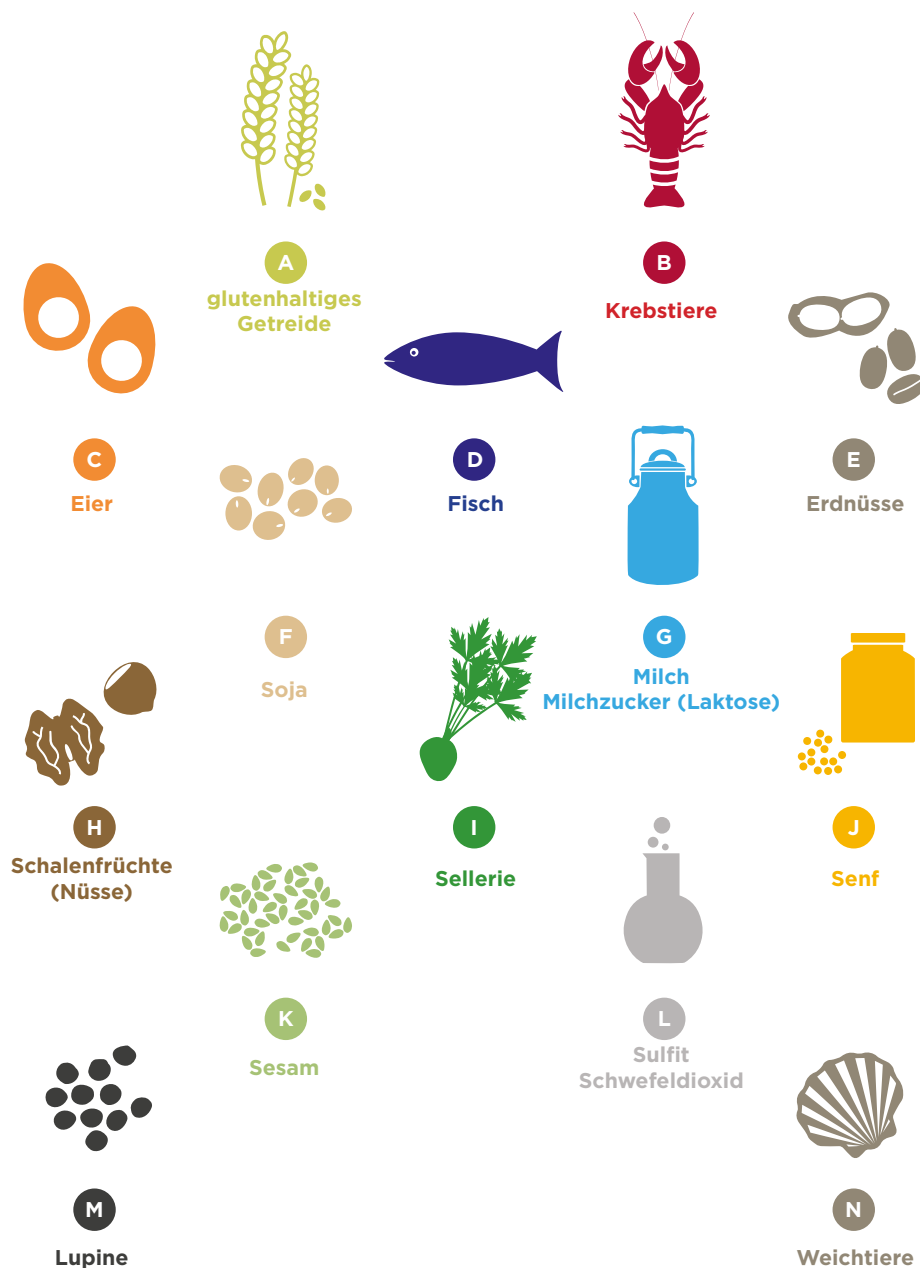 A
glutenhaltiges
Getreide
B
Krebstiere
C
Eier
D
Fisch
E
Erdnüsse
F
Soja
G
Milch
Milchzucker (Laktose)
H
Schalenfrüchte
(Nüsse)
I
Sellerie
J
Senf
K
Sesam
L
Sulfit
Schwefeldioxid
M
Lupine
N
Weichtiere